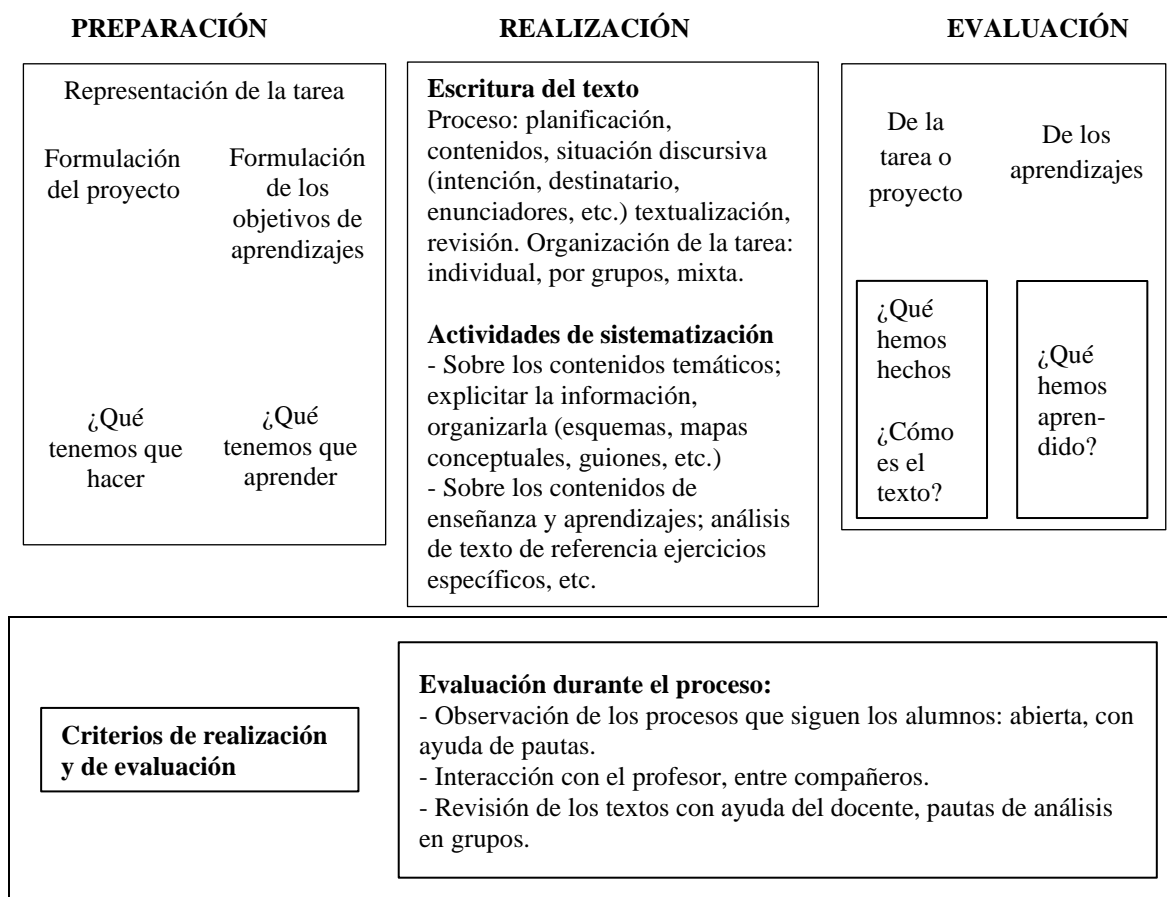 PREPARACIÓN
REALIZACIÓN
EVALUACIÓN
Representación de la tarea
Formulación
del proyecto
Formulación
de los
objetivos de
aprendizajes
¿Qué
tenemos que
hacer
¿Qué
tenemos que
aprender
Escritura del texto
Proceso: planificación,
contenidos, situación discursiva
(intención, destinatario,
enunciadores, etc.) textualización,
revisión. Organización de la tarea:
individual, por grupos, mixta.
Actividades de sistematización
- Sobre los contenidos temáticos;
explicitar la información,
organizarla (esquemas, mapas
conceptuales, guiones, etc.)
- Sobre los contenidos de
enseñanza y aprendizajes; análisis
de texto de referencia ejercicios
específicos, etc.
De la
tarea o
proyecto
De los
aprendizajes
¿Qué
hemos
hechos
¿Cómo
es el
texto?
¿Qué
hemos
apren-
dido?
Criterios de realización
y de evaluación
Evaluación durante el proceso:
- Observación de los procesos que siguen los alumnos: abierta, con
ayuda de pautas.
- Interacción con el profesor, entre compañeros.
- Revisión de los textos con ayuda del docente, pautas de análisis
en grupos.